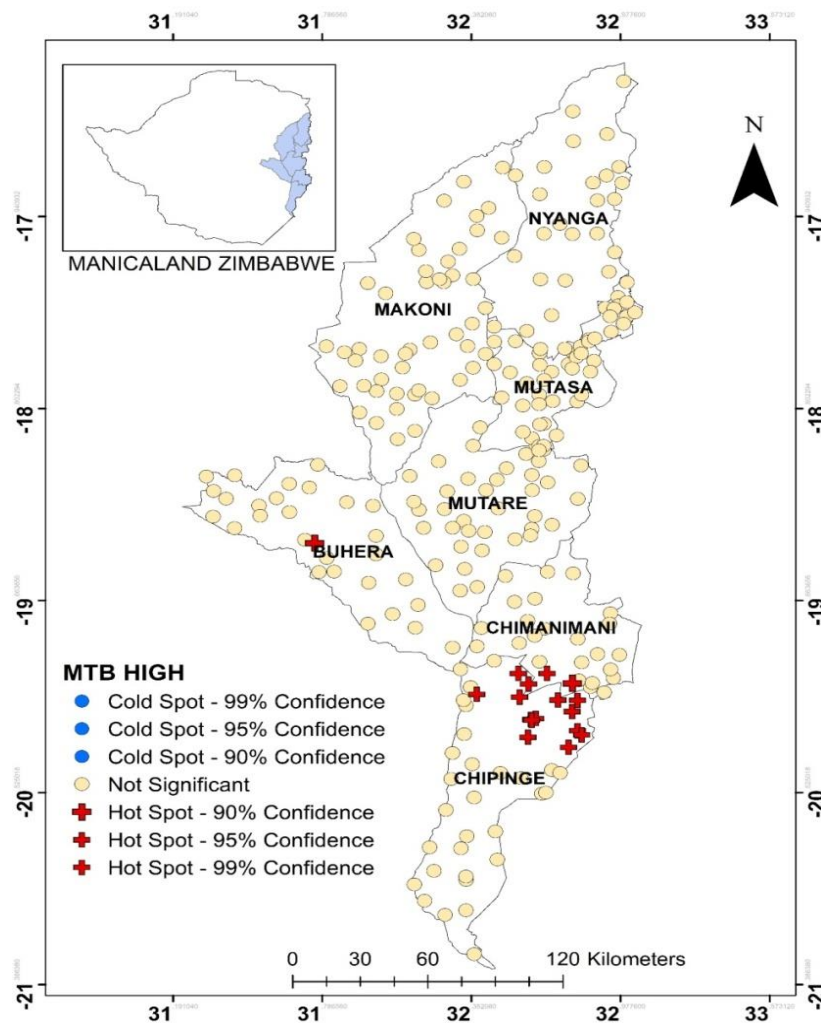 31 31 32 32 33
N
MANICALAND ZIMBABWE
-17
-17
NYANGA
MAKONI
MUTASA
-18
-18
MUTARE
BUHERA
-19
-19
CHIMANIMANI
MTB HIGH
Cold Spot - 99% Confidence
Cold Spot - 95% Confidence
Cold Spot - 90% Confidence
Not Significant
CHIPINGE
-20
-20
Hot Spot - 90% Confidence
Hot Spot - 95% Confidence
Hot Spot - 99% Confidence
0 30 60 120 Kilometers
-21
-21
31 31 32 32 33